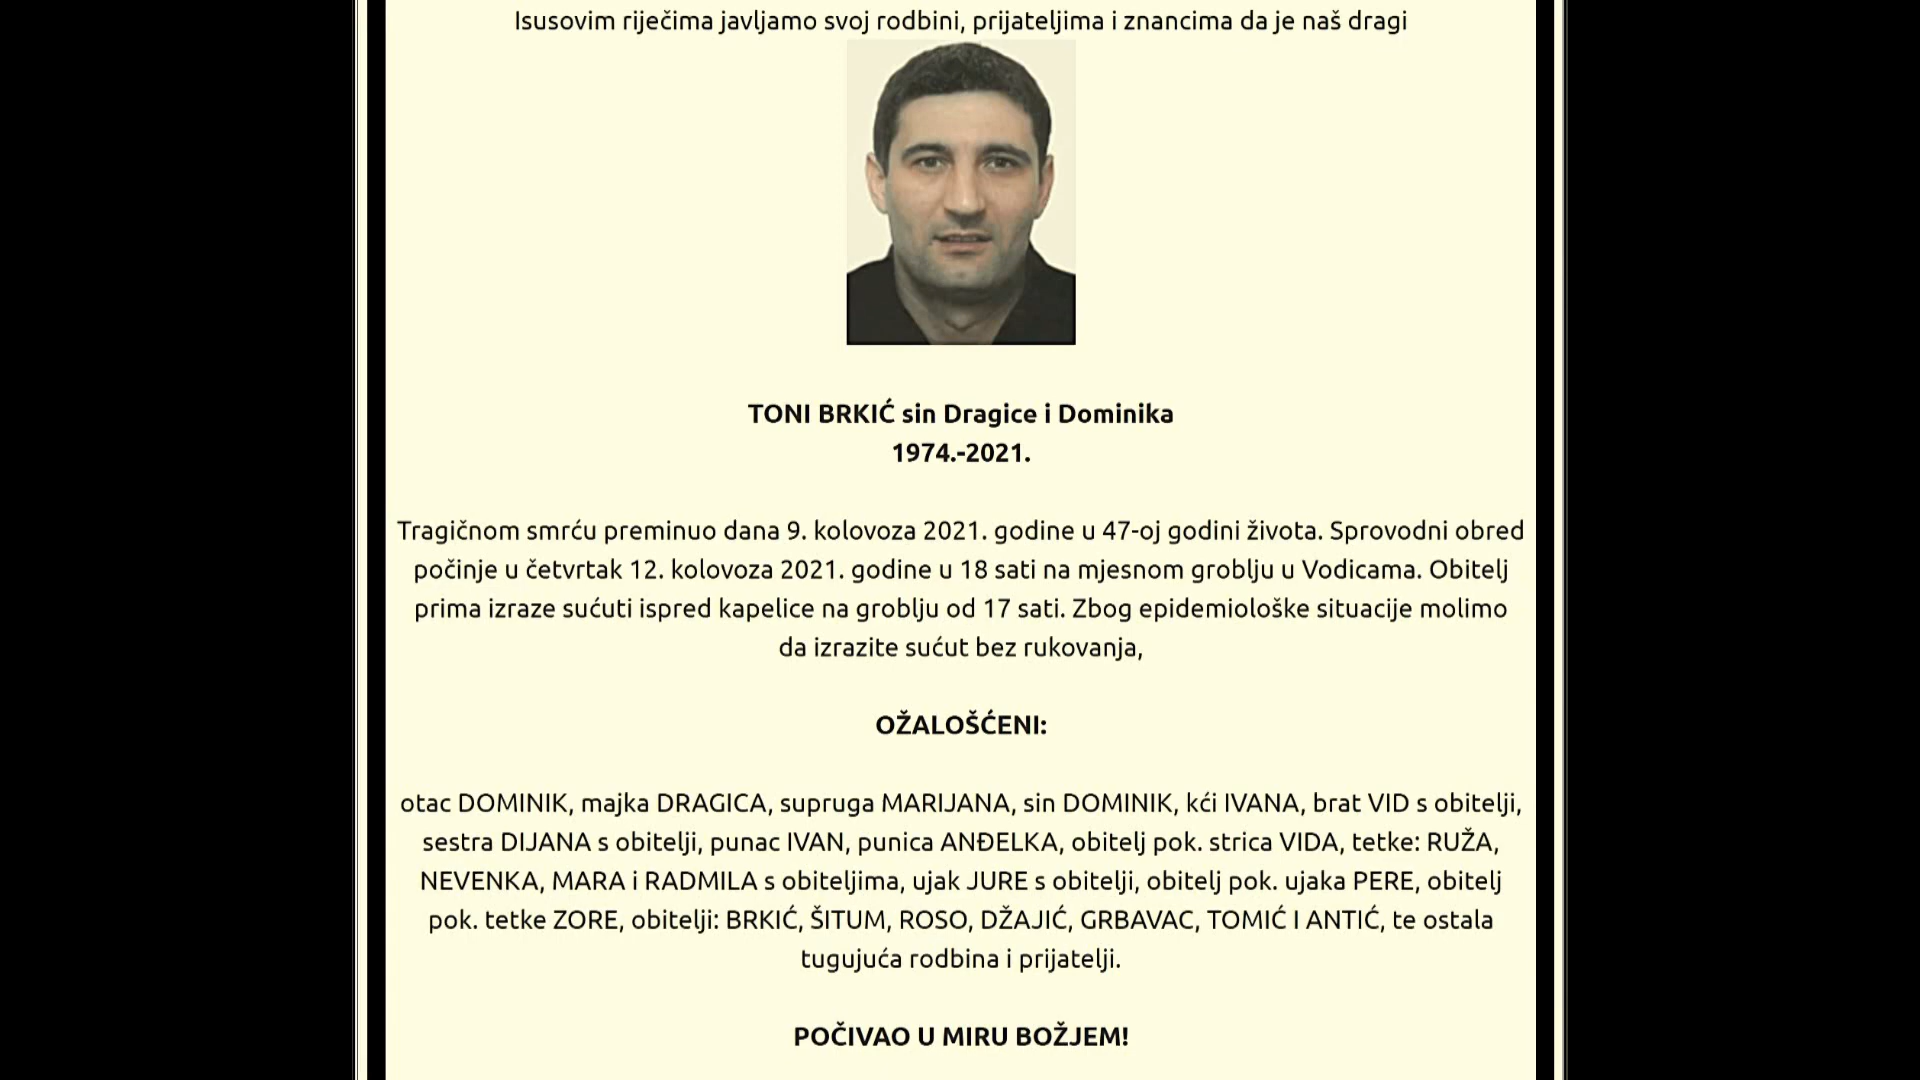 Isusovim riječima javljamo svoj rodbini, prijateljima i znancima da je naš dragi
TONI BRKIĆ sin Dragice i Dominika
1974.-2021.
Tragičnom smrću preminuo dana 9. kolovoza 2021. godine u 47-oj godini života. Sprovodni obred
počinje u četvrtak 12. kolovoza 2021. godine u 18 sati na mjesnom groblju u Vodicama. Obitelj
prima izraze sućuti ispred kapelice na groblju od 17 sati. Zbog epidemiološke situacije molimo
da izrazite sućut bez rukovanja,
OŽALOŠĆENI:
otac DOMINIK, majka DRAGICA, supruga MARIJANA, sin DOMINIK, kći IVANA, brat VID s obitelji,
sestra DIJANA s obitelji, punac IVAN, punica ANĐELKA, obitelj pok. strica VIDA, tetke: RUŽA,
NEVENKA, MARA i RADMILA s obiteljima, ujak JURE s obitelji, obitelj pok. ujaka PERE, obitelj
pok. tetke ZORE, obitelji: BRKIĆ, ŠITUM, ROSO, DŽAJIĆ, GRBAVAC, TOMIĆ I ANTIĆ, te ostala
tugujuća rodbina i prijatelji.
POČIVAO U MIRU BOŽJEM!